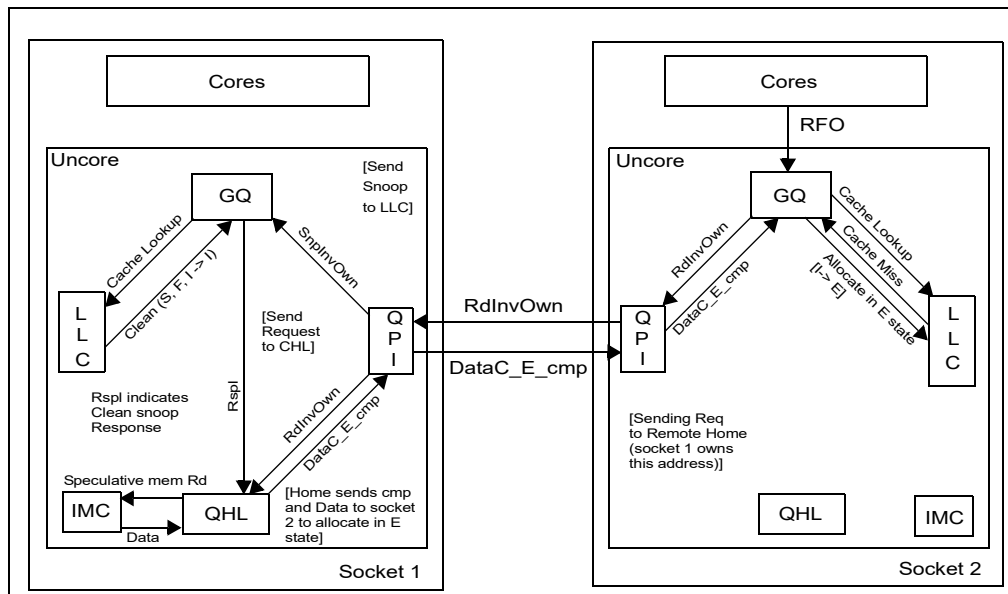 Cores
Uncore
[Send
Snoop
to LLC]
GQ
Cache Lookup
Clean (S, F, I -> I)
SnpInvOwn
L
L
C
[Send
Request
to CHL]
Q
P
I
Rspl indicates
Clean snoop
Response
Rspl
RdInvOwn
DataC_E_cmp
Speculative mem Rd
IMC
Data
QHL
[Home sends cmp
and Data to socket
2 to allocate in E
state]
Socket 1
RdInvOwn
DataC_E_cmp
Cores
RFO
Uncore
GQ
RdInvOwn
DataC_E_cmp
Cache Lookup
Cache Miss
Allocate in E state
[I-> E]
Q
P
I
L
L
C
[Sending Req
to Remote Home
(socket 1 owns
this address)]
QHL
IMC
Socket 2